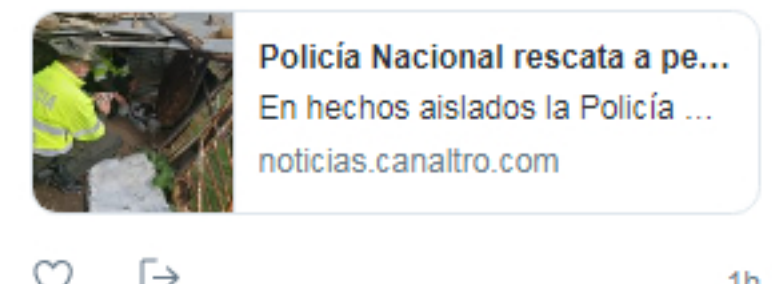 Policía Nacional rescata a pe...
En hechos aislados la Policía ...
noticias.canaltro.com
1h